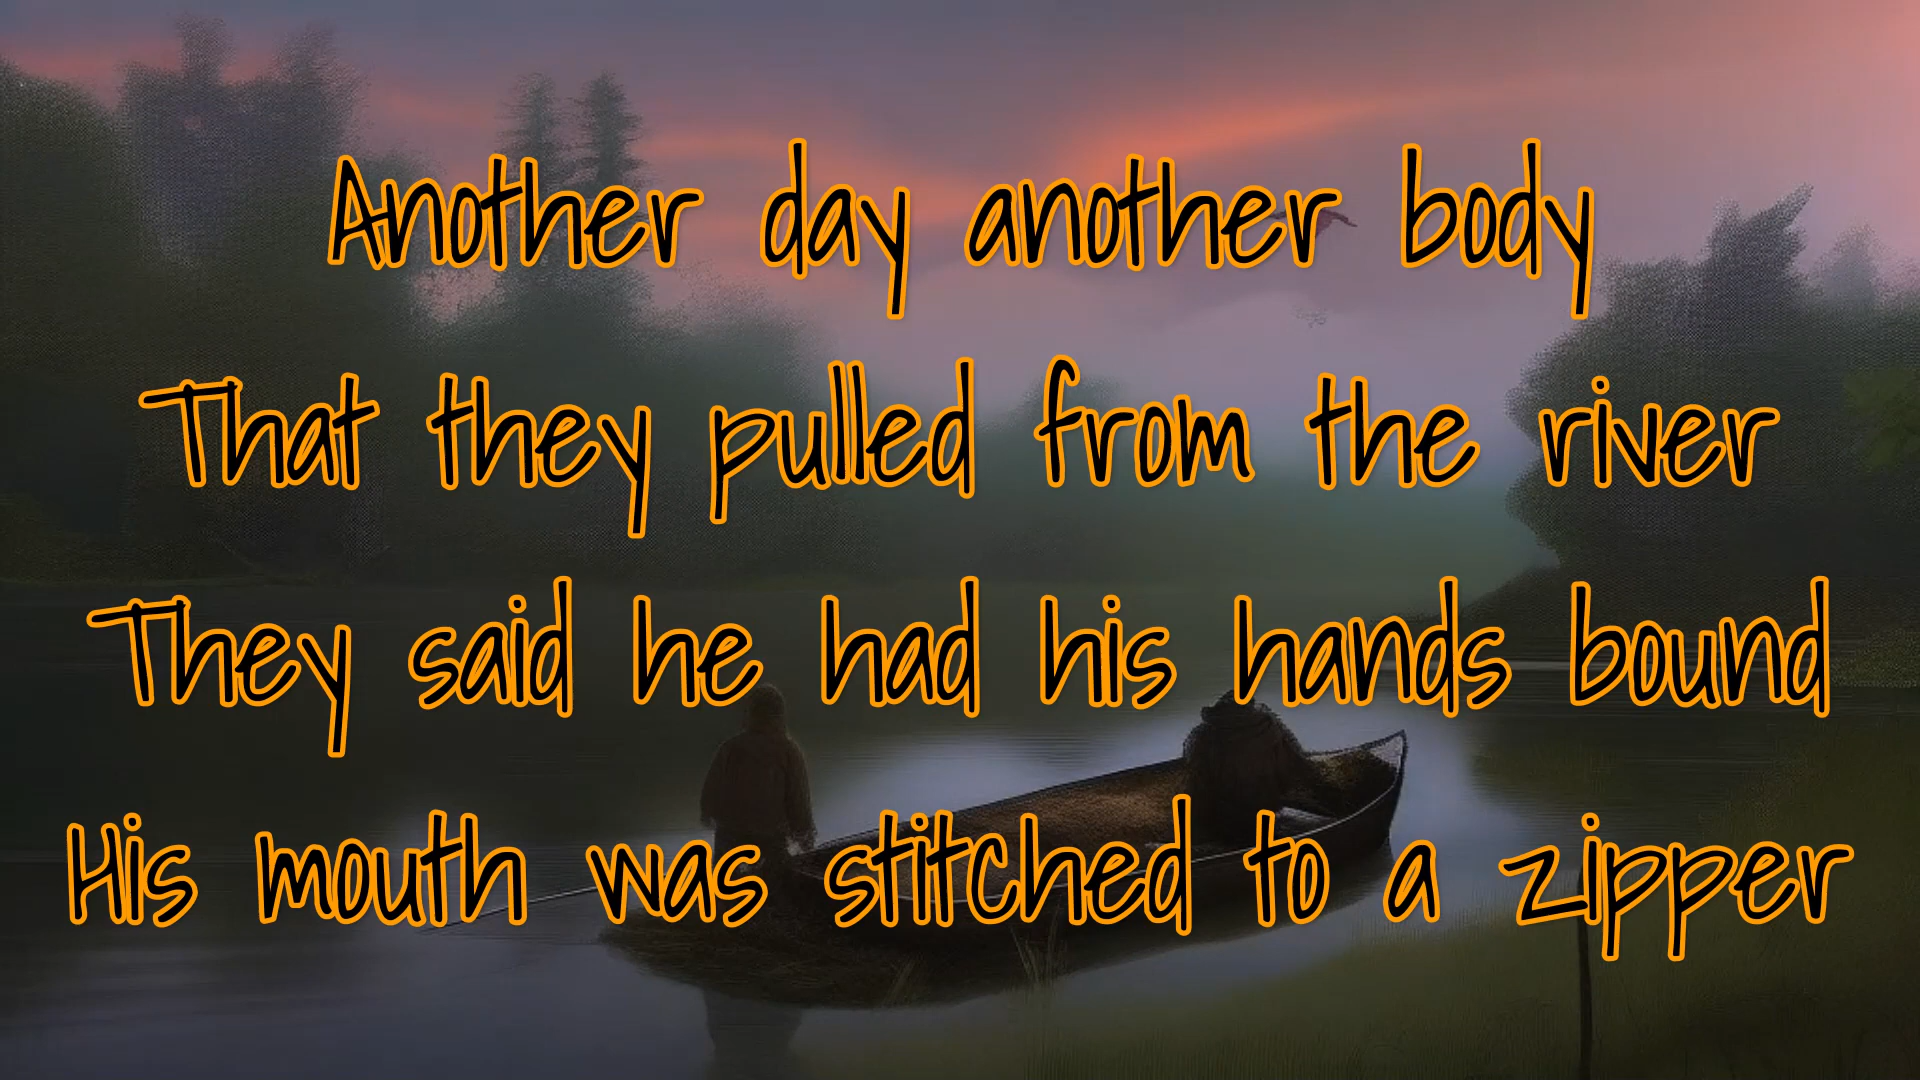 Another day another body
That they pulled from the river
They said he had his hands bound
His mouth was stitched to a zipper